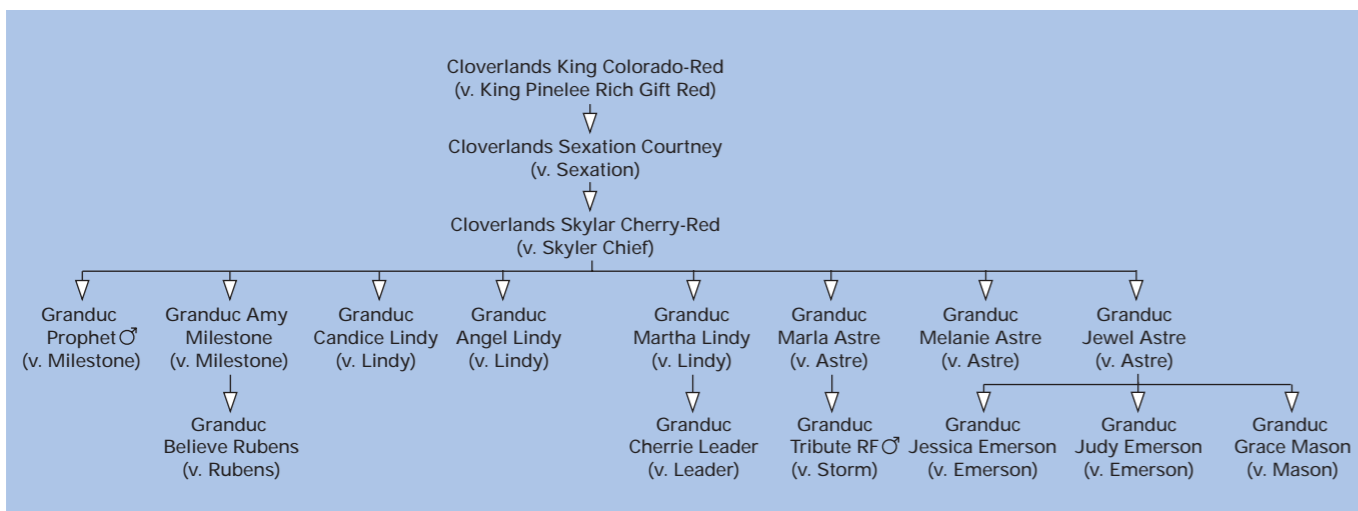 Cloverlands King Colorado-Red
(v. King Pinelee Rich Gift Red)
Cloverlands Sexation Courtney
(v. Sexation)
Cloverlands Skylar Cherry-Red
(v. Skyler Chief)
Granduc
Prophet♂
(v. Milestone)
Granduc Amy
Milestone
(v. Milestone)
Granduc
Candice Lindy
(v. Lindy)
Granduc
Angel Lindy
(v. Lindy)
Granduc
Martha Lindy
(v. Lindy)
Granduc
Marla Astre
(v. Astre)
Granduc
Melanie Astre
(v. Astre)
Granduc
Jewel Astre
(v. Astre)
Granduc
Believe Rubens
(v. Rubens)
Granduc
Cherrie Leader
(v. Leader)
Granduc
Tribute RF♂
(v. Storm)
Granduc
Jessica Emerson
(v. Emerson)
Granduc
Judy Emerson
(v. Emerson)
Granduc
Grace Mason
(v. Mason)